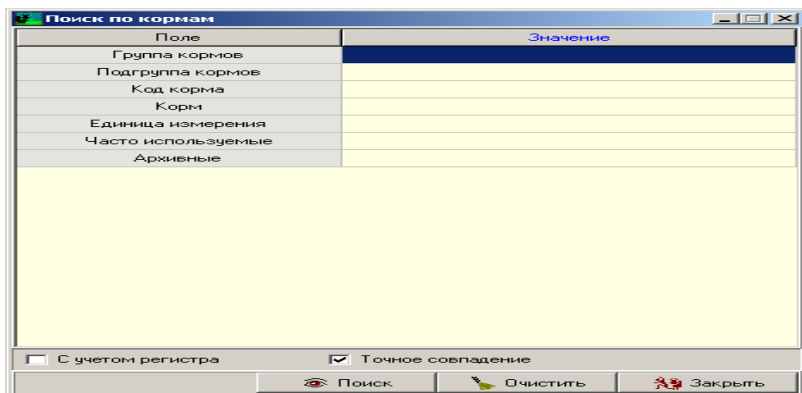 Поиск по кормам
Поле Значение
Группа кормов
Подгруппа кормов
Код корма
Корм
Единица измерения
Часто используемые
Архивные
С учетом регистра Точное совпадение
Поиск Очистить Закрыть